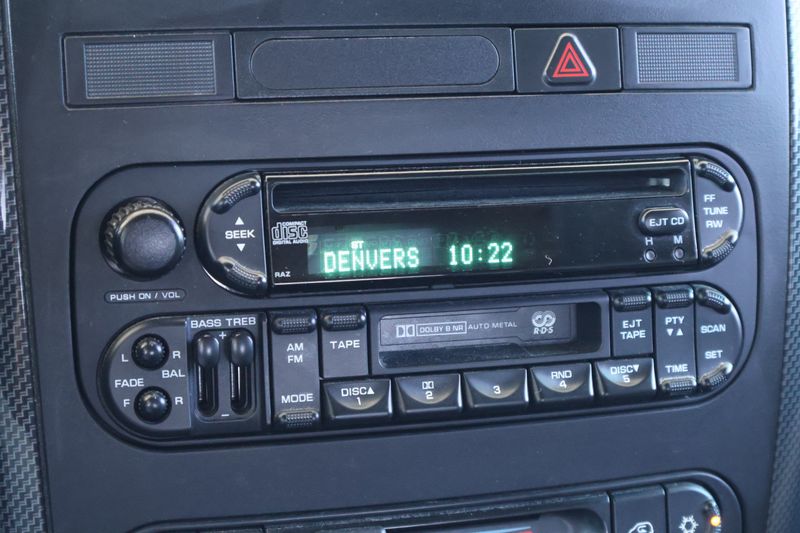 FF
TUNE
RW
SEEK
COMPACT
disc
DIGITAL AUDIO
ST
DENVERS 10:22
EJT CD
H M
RAZ
PUSH ON / VOL
BASS TREB
+
-
L R
BAL
FADE
F R
AM
FM
MODE
TAPE
DOLBY B NR AUTO METAL
R·D·S
EJT
TAPE
PTY
TIME
SCAN
SET
DISC
1
2
3
RND
4
DISC
5